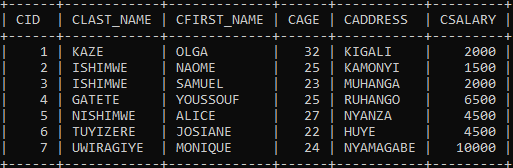 +-----+------------+-------------+------+-----------+---------+
| CID | CLAST_NAME | CFIRST_NAME | CAGE | CADDRESS | CSALARY |
+-----+------------+-------------+------+-----------+---------+
| 1 | KAZE | OLGA | 32 | KIGALI | 2000 |
| 2 | ISHIMWE | NAOME | 25 | KAMONYI | 1500 |
| 3 | ISHIMWE | SAMUEL | 23 | MUHANGA | 2000 |
| 4 | GATETE | YOUSSOUF | 25 | RUHANGO | 6500 |
| 5 | NISHIMWE | ALICE | 27 | NYANZA | 4500 |
| 6 | TUYIZERE | JOSIANE | 22 | HUYE | 4500 |
| 7 | UWIRAGIYE | MONIQUE | 24 | NYAMAGABE | 10000 |
+-----+------------+-------------+------+-----------+---------+